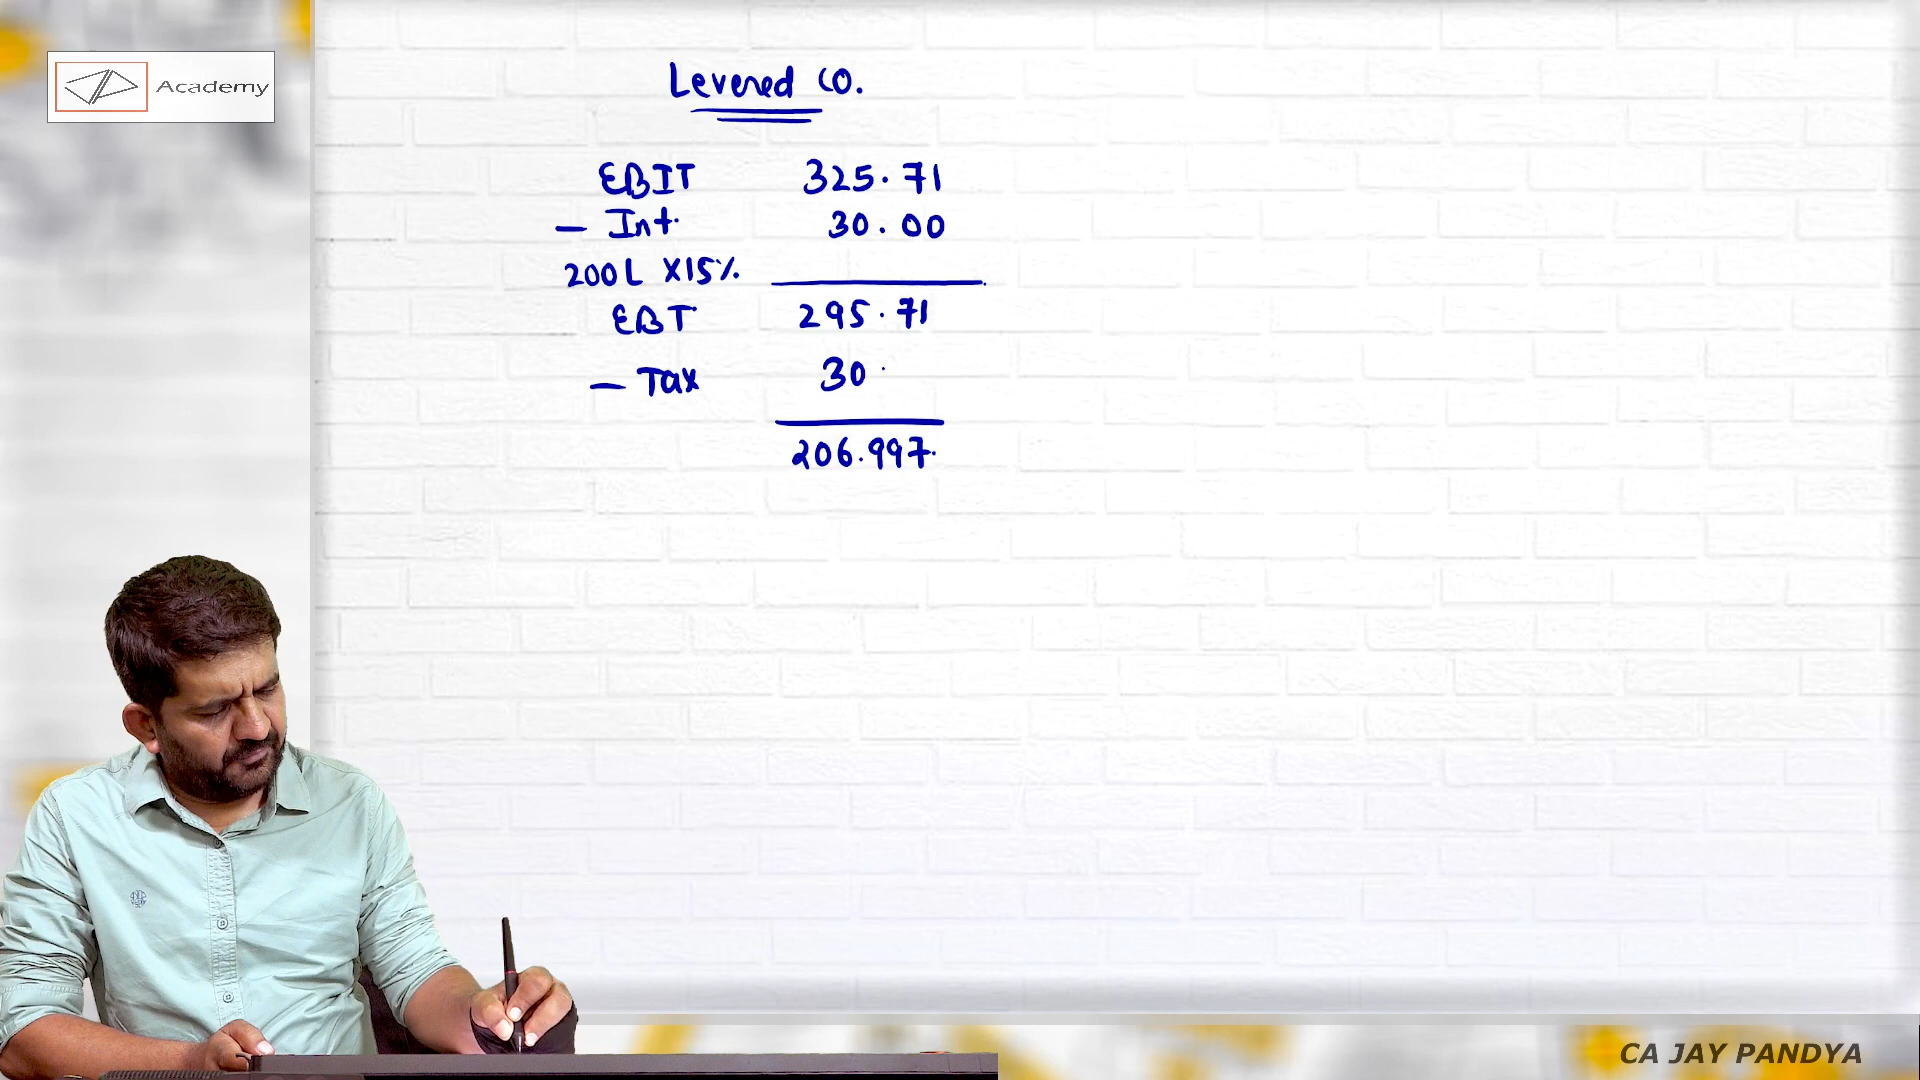 Academy
Levered CO.
EBIT 325.71
— Int. 30.00
200L X15%
EBT 295.71
— Tax 30.
206.997.
CA JAY PANDYA